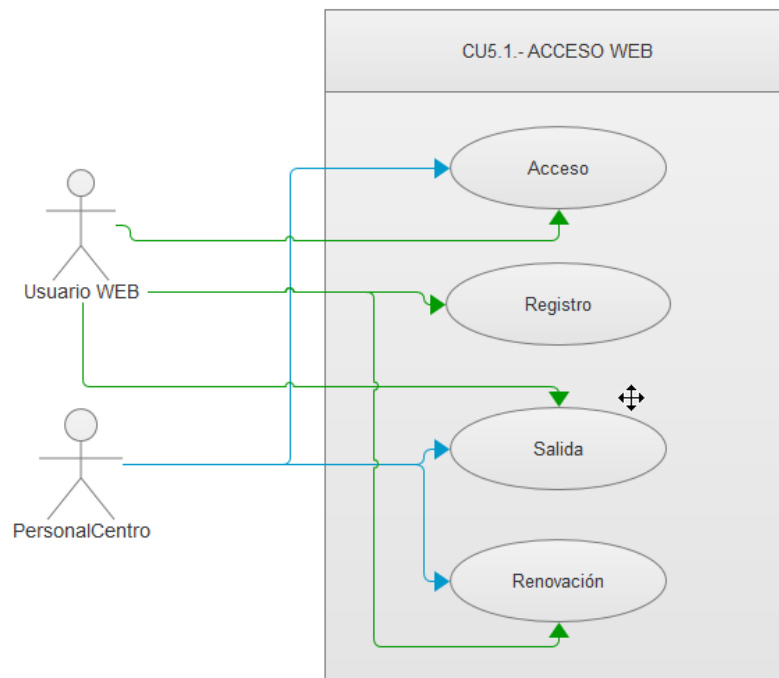 CU5.1.- ACCESO WEB
Acceso
Usuario WEB
Registro
Salida
PersonalCentro
Renovación